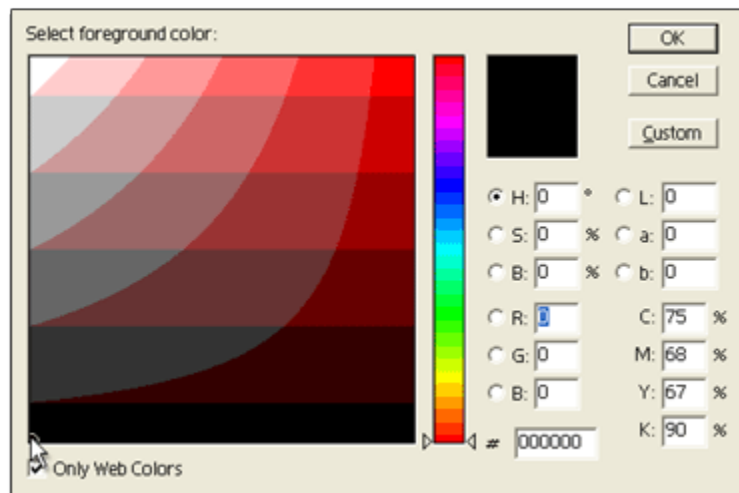 Select foreground color:
OK
Cancel
Custom
H: 0 ° L: 0
S: 0 % a: 0
B: 0 % b: 0
R: 0 C: 75 %
G: 0 M: 68 %
B: 0 Y: 67 %
# 000000 K: 90 %
Only Web Colors